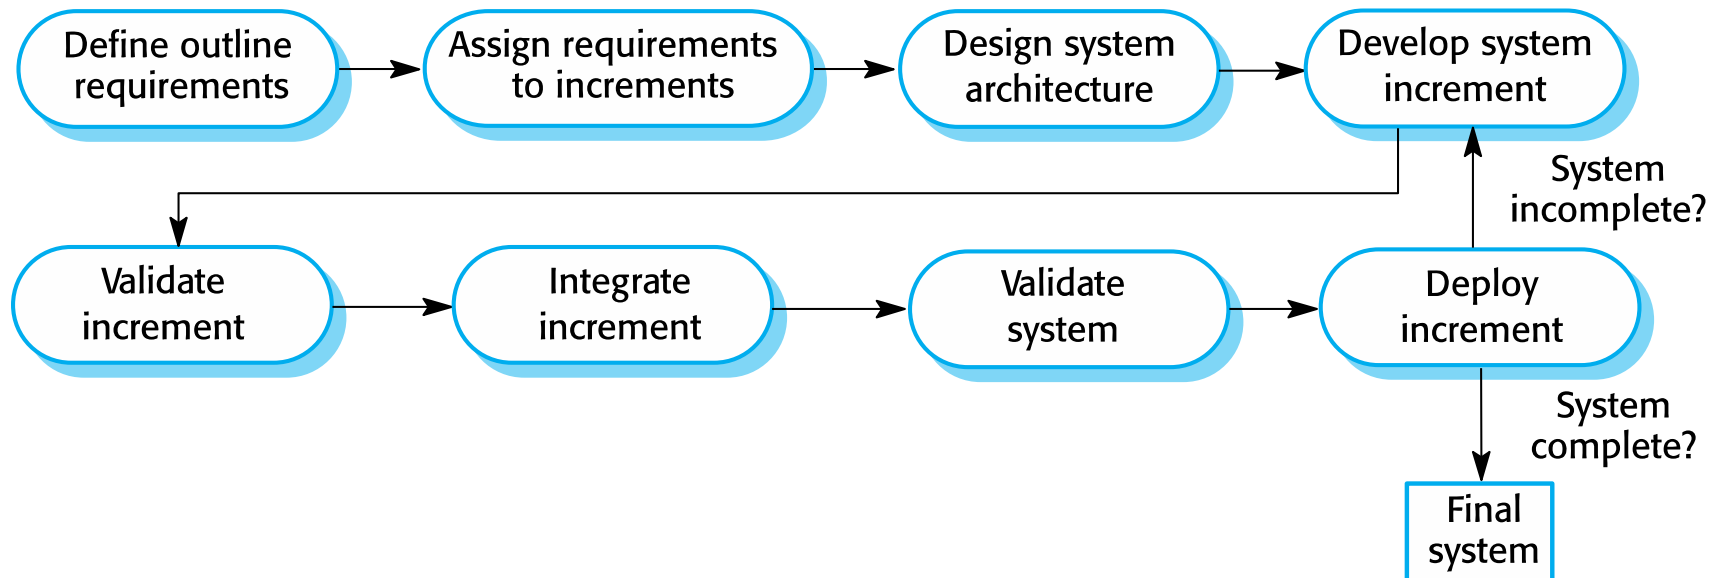 Define outline
requirements
Assign requirements
to increments
Design system
architecture
Develop system
increment
System
incomplete?
Validate
increment
Integrate
increment
Validate
system
Deploy
increment
System
complete?
Final
system